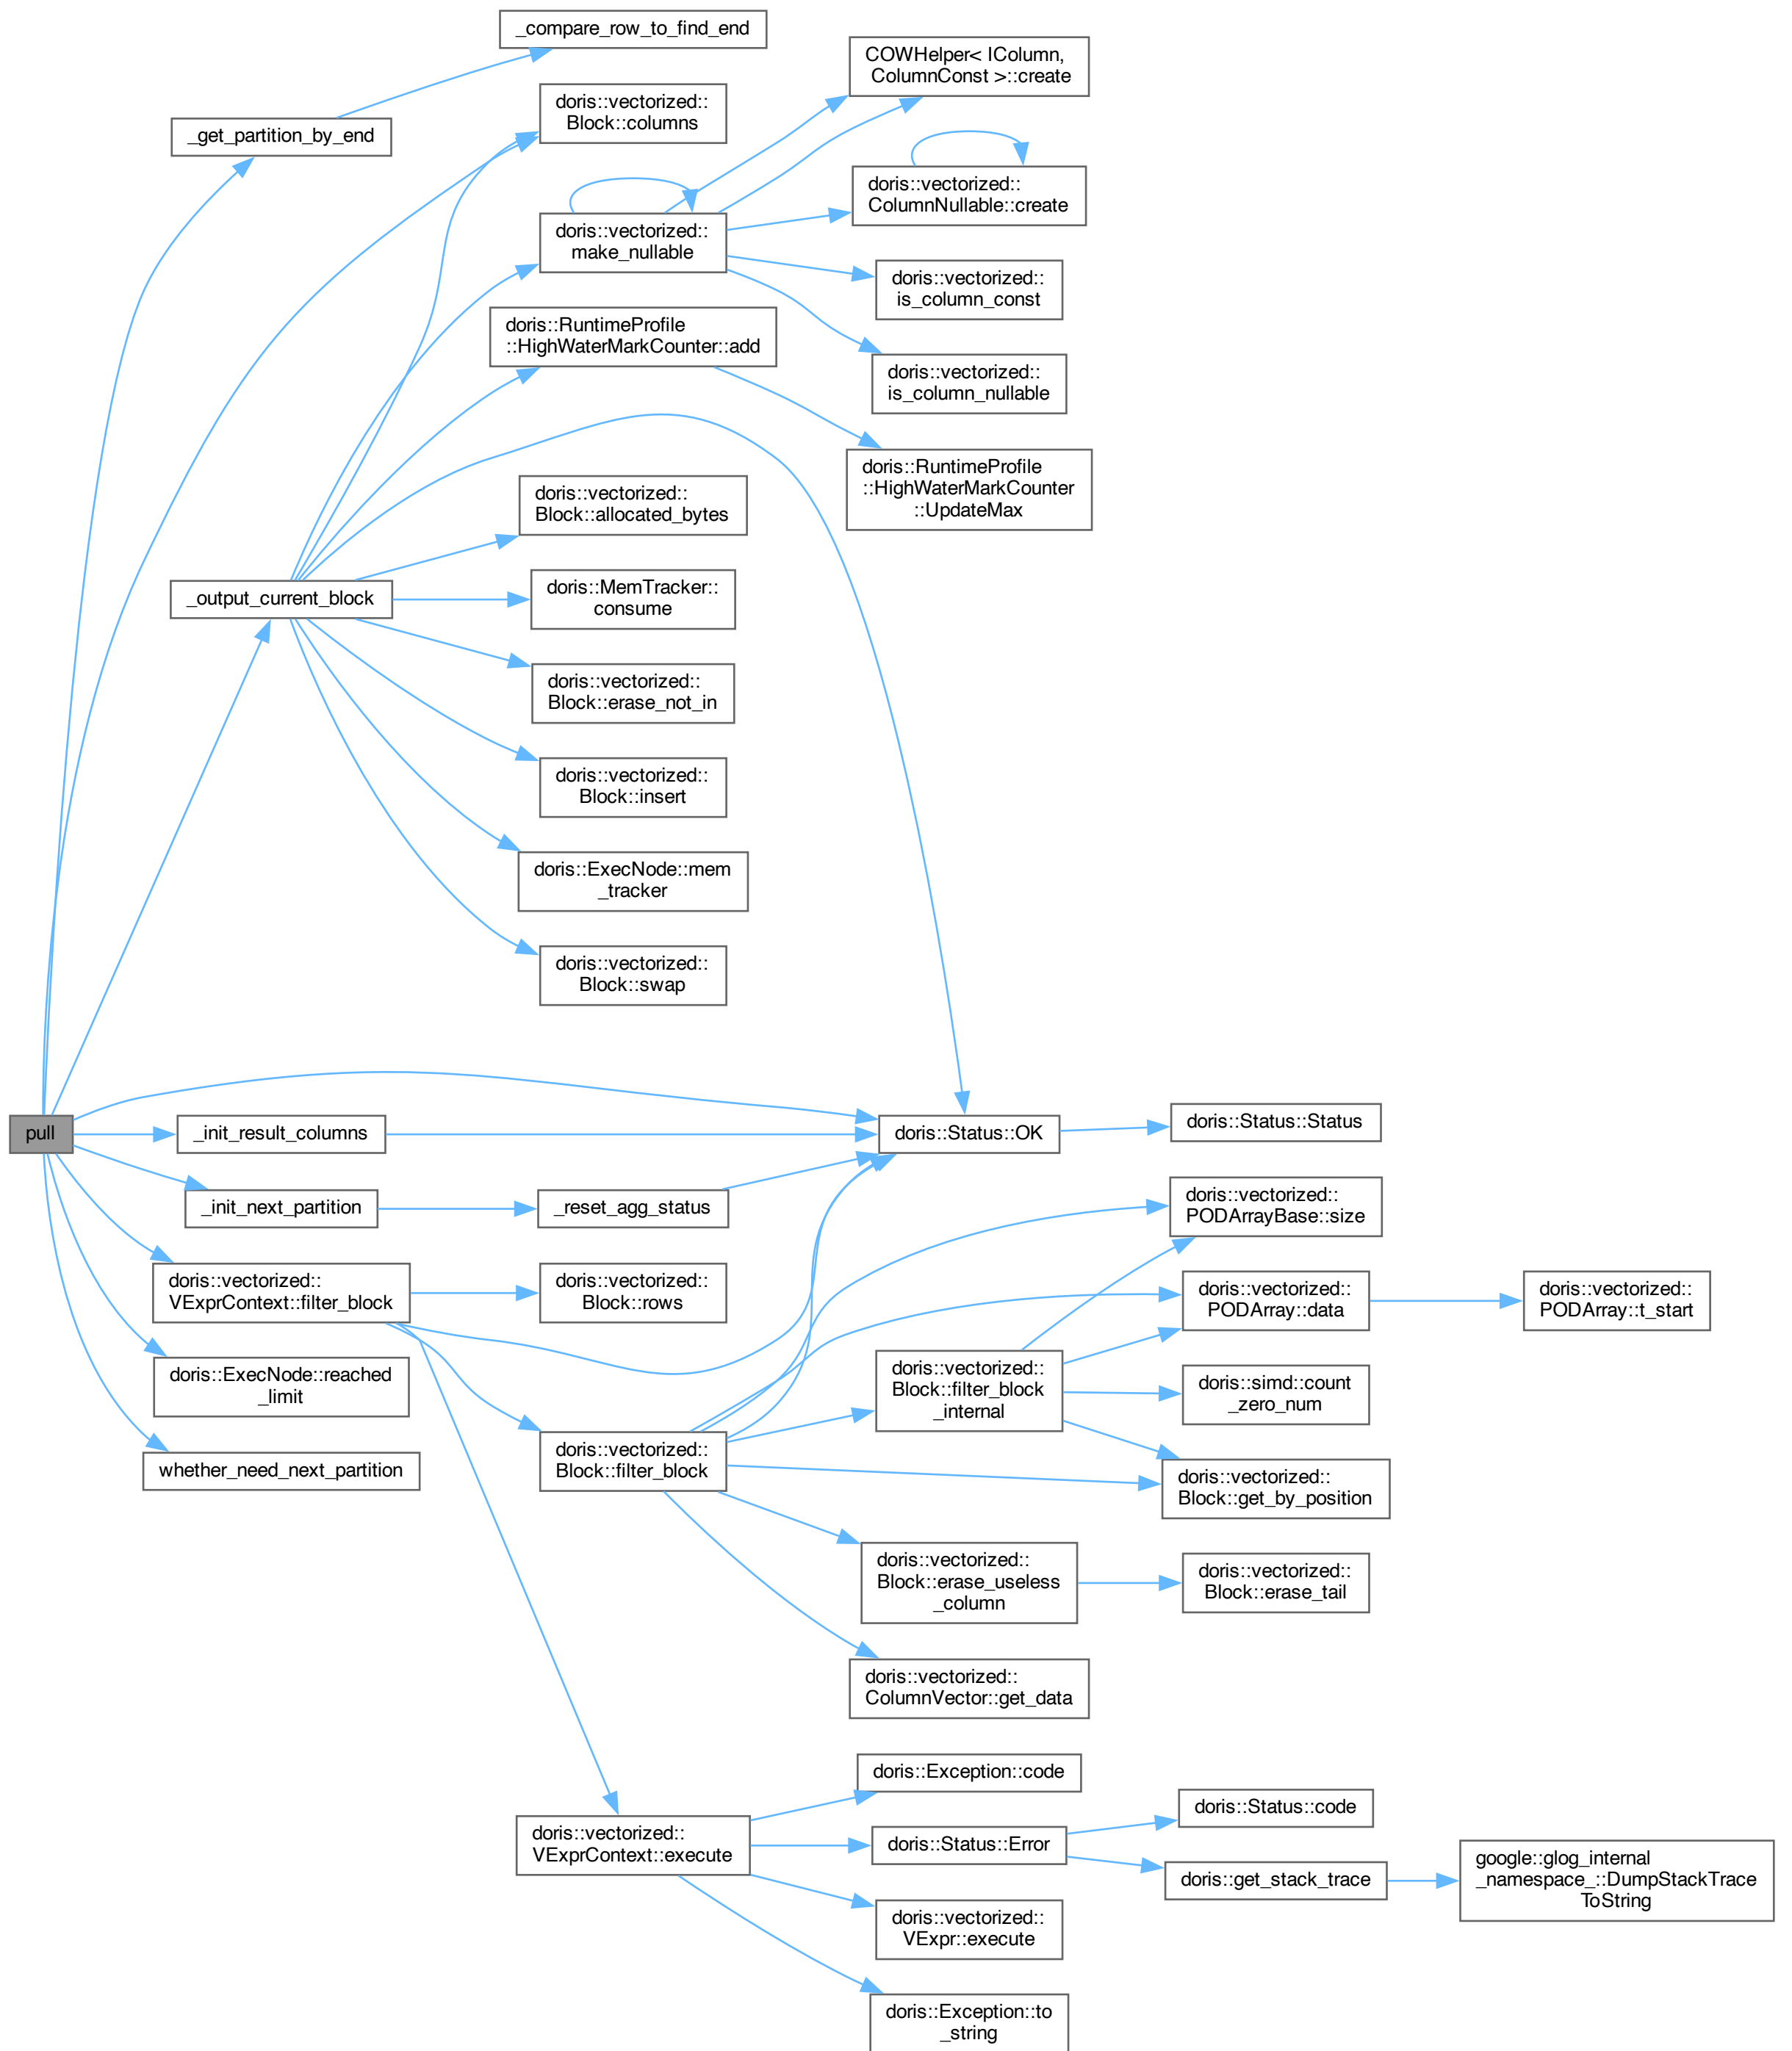 _compare_row_to_find_end
COWHelper< IColumn,
ColumnConst >::create
doris::vectorized::
Block::columns
_get_partition_by_end
doris::vectorized::
ColumnNullable::create
doris::vectorized::
make_nullable
doris::vectorized::
is_column_const
doris::RuntimeProfile
::HighWaterMarkCounter::add
doris::vectorized::
is_column_nullable
doris::RuntimeProfile
::HighWaterMarkCounter
::UpdateMax
doris::vectorized::
Block::allocated_bytes
_output_current_block
doris::MemTracker::
consume
doris::vectorized::
Block::erase_not_in
doris::vectorized::
Block::insert
doris::ExecNode::mem
_tracker
doris::vectorized::
Block::swap
pull
_init_result_columns
doris::Status::OK
doris::Status::Status
_init_next_partition
_reset_agg_status
doris::vectorized::
PODArrayBase::size
doris::vectorized::
VExprContext::filter_block
doris::vectorized::
Block::rows
doris::vectorized::
PODArray::data
doris::vectorized::
PODArray::t_start
doris::ExecNode::reached
_limit
doris::vectorized::
Block::filter_block
_internal
doris::simd::count
_zero_num
whether_need_next_partition
doris::vectorized::
Block::filter_block
doris::vectorized::
Block::get_by_position
doris::vectorized::
Block::erase_useless
_column
doris::vectorized::
Block::erase_tail
doris::vectorized::
ColumnVector::get_data
doris::Exception::code
doris::vectorized::
VExprContext::execute
doris::Status::Error
doris::Status::code
doris::get_stack_trace
google::glog_internal
_namespace_::DumpStackTrace
ToString
doris::vectorized::
VExpr::execute
doris::Exception::to
_string